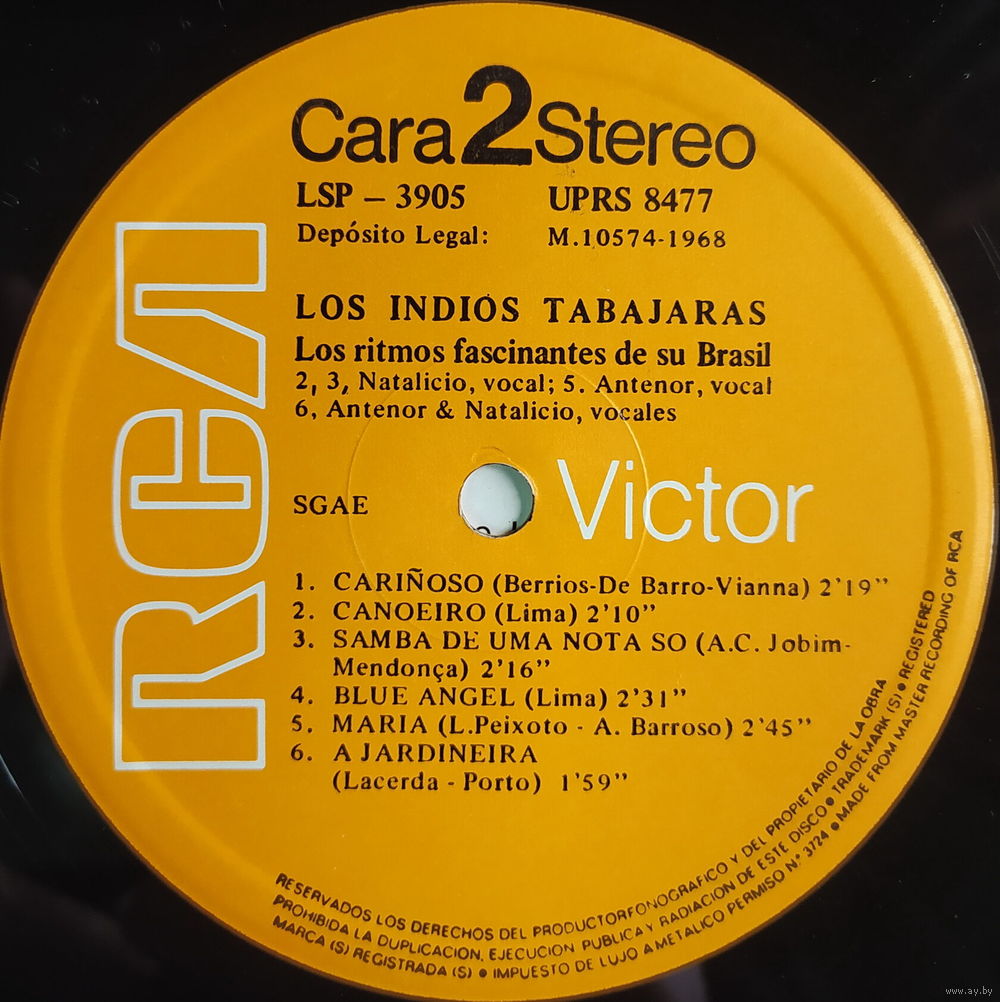 Cara 2 Stereo
LSP – 3905 UPRS 8477
Depósito Legal: M.10574-1968
RCA
LOS INDIOS TABAJARAS
Los ritmos fascinantes de su Brasil
2, 3, Natalicio, vocal; 5. Antenor, vocal
6, Antenor & Natalicio, vocales
SGAE
Victor
1. CARIÑOSO (Berrios-De Barro-Vianna) 2'19"
2. CANOEIRO (Lima) 2'10"
3. SAMBA DE UMA NOTA SO (A.C. Jobim-
Mendonça) 2'16"
4. BLUE ANGEL (Lima) 2'31"
5. MARIA (L.Peixoto - A. Barroso) 2'45"
6. A JARDINEIRA
(Lacerda - Porto) 1'59"
RESERVADOS LOS DERECHOS DEL PRODUCTORFONOGRAFICO Y DEL PROPIETARIO DE LA OBRA
PROHIBIDA LA DUPLICACION, EJECUCION PUBLICA Y RADIACION DE ESTE DISCO ● TRADEMARK (S) ● REGISTERED
MARCA (S) REGISTRADA (S) ● IMPUESTO DE LUJO A METALICO PERMISO Nº 3724 ● MADE FROM MASTER RECORDING OF RCA
www.ay.by